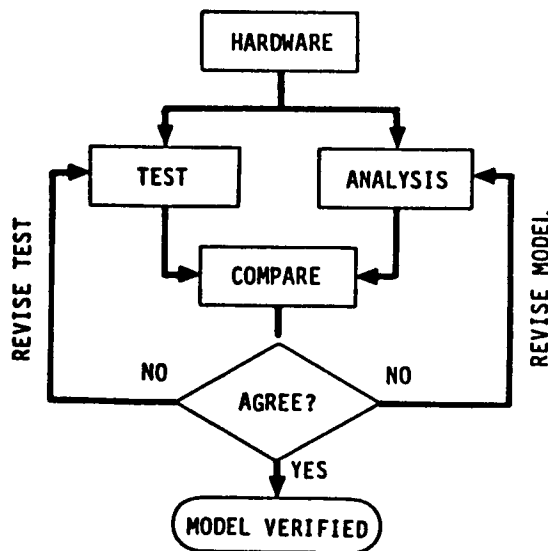 HARDWARE
TEST
ANALYSIS
COMPARE
REVISE TEST
REVISE MODEL
NO
NO
AGREE?
YES
MODEL VERIFIED